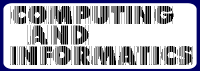 COMPUTING
AND
INFORMATICS